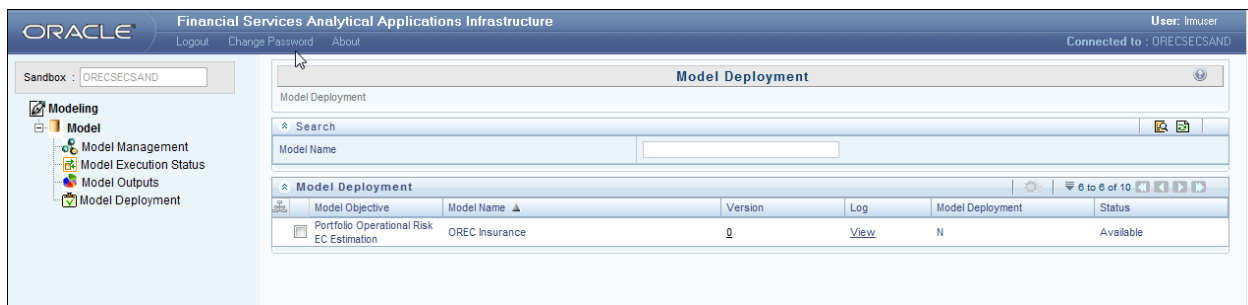 ORACLE
Financial Services Analytical Applications Infrastructure
User: lrmuser
Logout Change Password About
Connected to : ORECSECSAND
Sandbox : ORECSECSAND
Modeling
Model
Model Management
Model Execution Status
Model Outputs
Model Deployment
Model Deployment
Model Deployment
Search
Model Name
Model Deployment
6 to 6 of 10
Model Objective Model Name Version Log Model Deployment Status
Portfolio Operational Risk EC Estimation OREC Insurance 0 View N Available